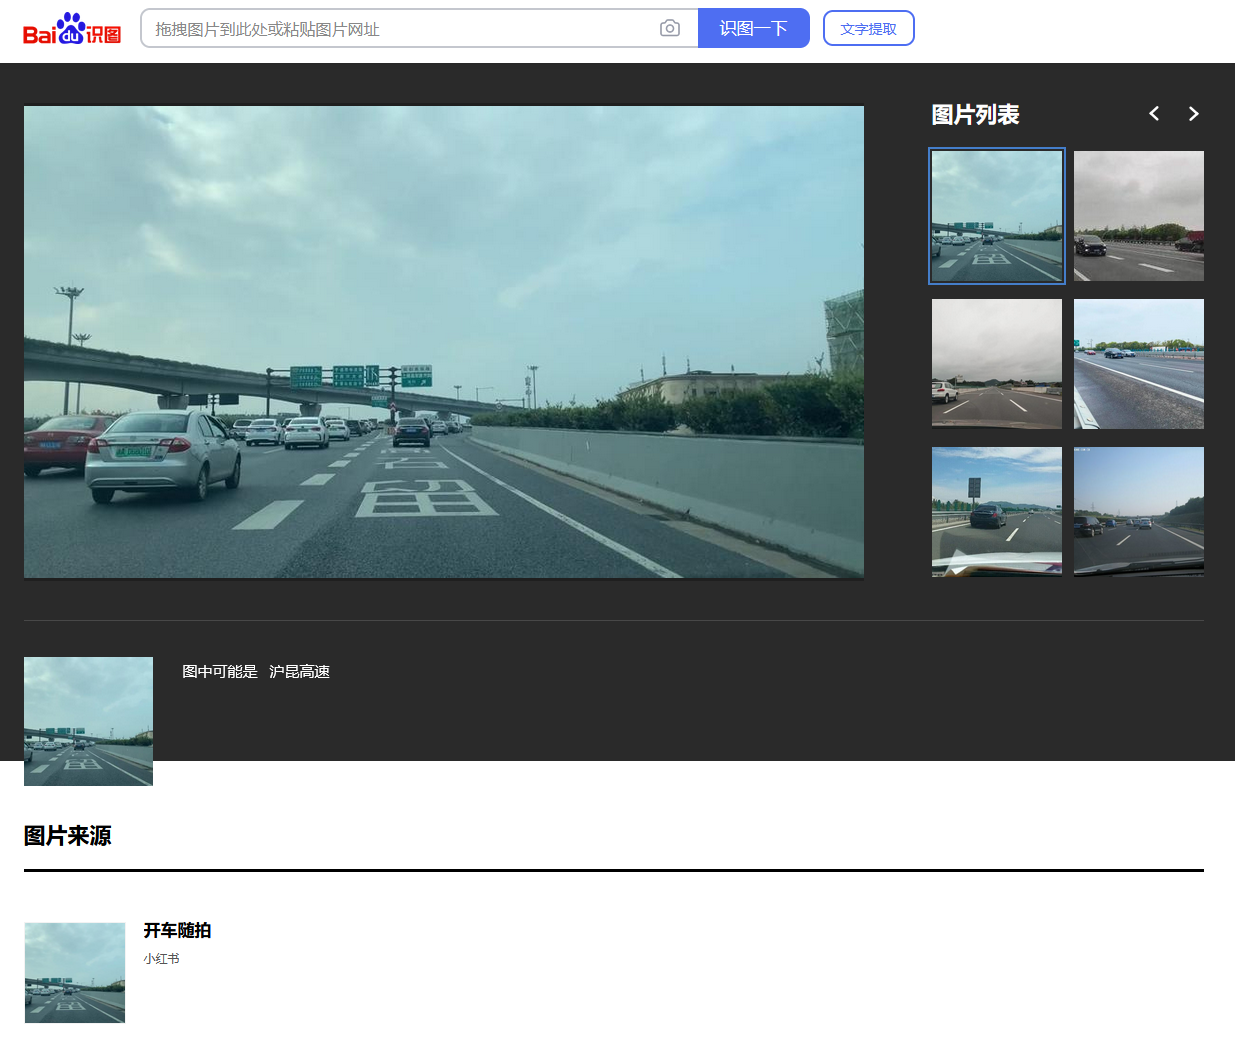 Bai du 识图
拖拽图片到此处或粘贴图片网址
识图一下
文字提取
图片列表
图中可能是 沪昆高速
图片来源
开车随拍
小红书